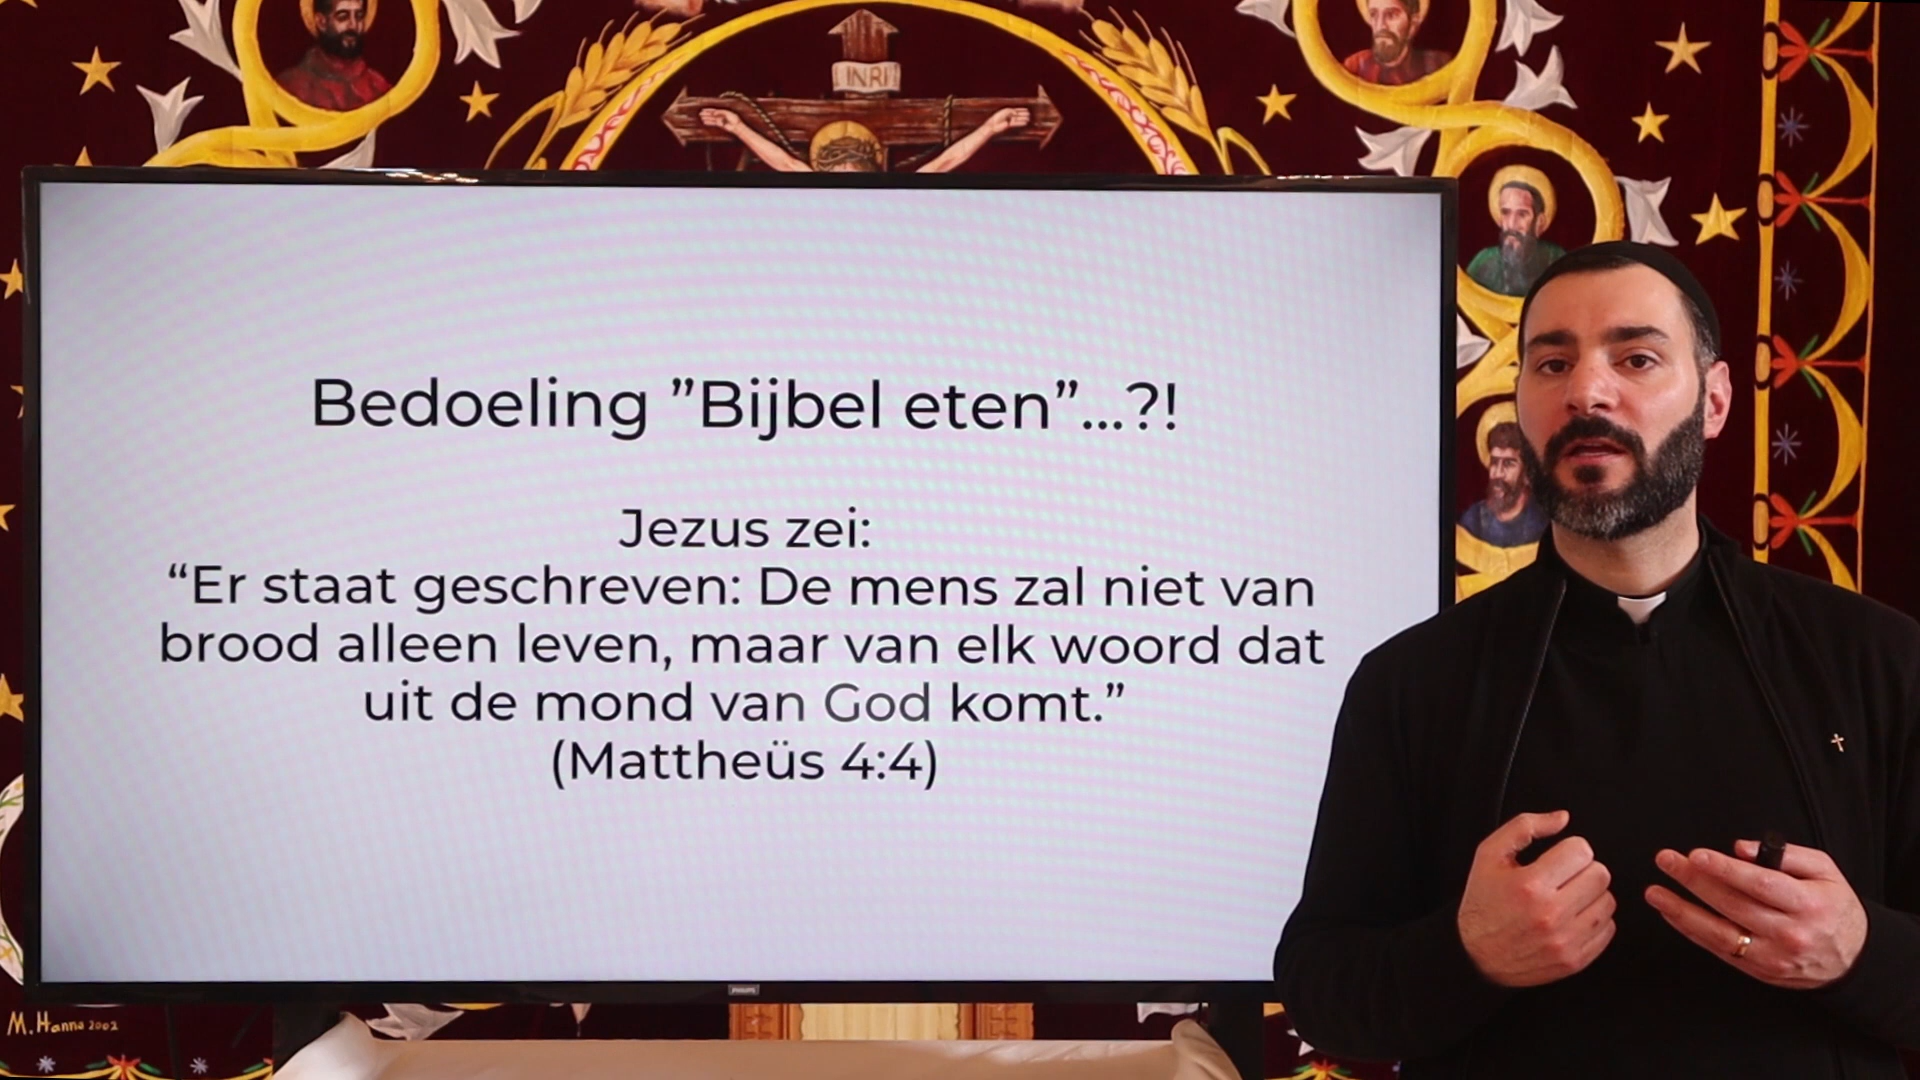 INRI
Bedoeling ”Bijbel eten”...?!
Jezus zei:
“Er staat geschreven: De mens zal niet van
brood alleen leven, maar van elk woord dat
uit de mond van God komt.”
(Mattheüs 4:4)
PHILIPS
M.Hanna 2002